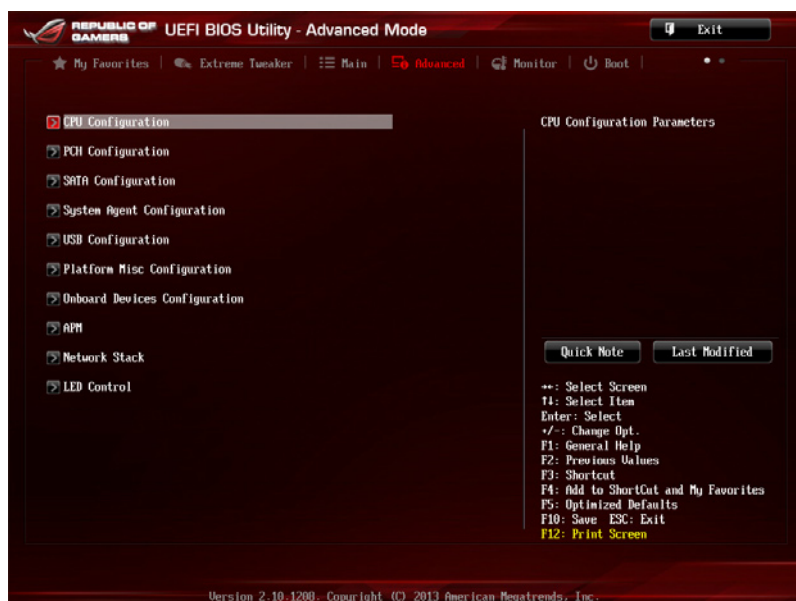 REPUBLIC OF GAMERS UEFI BIOS Utility - Advanced Mode Exit
My Favorites | Extreme Tweaker | Main | Advanced | Monitor | Boot |
CPU Configuration
PCH Configuration
SATA Configuration
System Agent Configuration
USB Configuration
Platform Misc Configuration
Onboard Devices Configuration
APM
Network Stack
LED Control
CPU Configuration Parameters
Quick Note Last Modified
→←: Select Screen
↑↓: Select Item
Enter: Select
+/-: Change Opt.
F1: General Help
F2: Previous Values
F3: Shortcut
F4: Add to ShortCut and My Favorites
F5: Optimized Defaults
F10: Save ESC: Exit
F12: Print Screen
Version 2.10.1208. Copyright (C) 2013 American Megatrends, Inc.